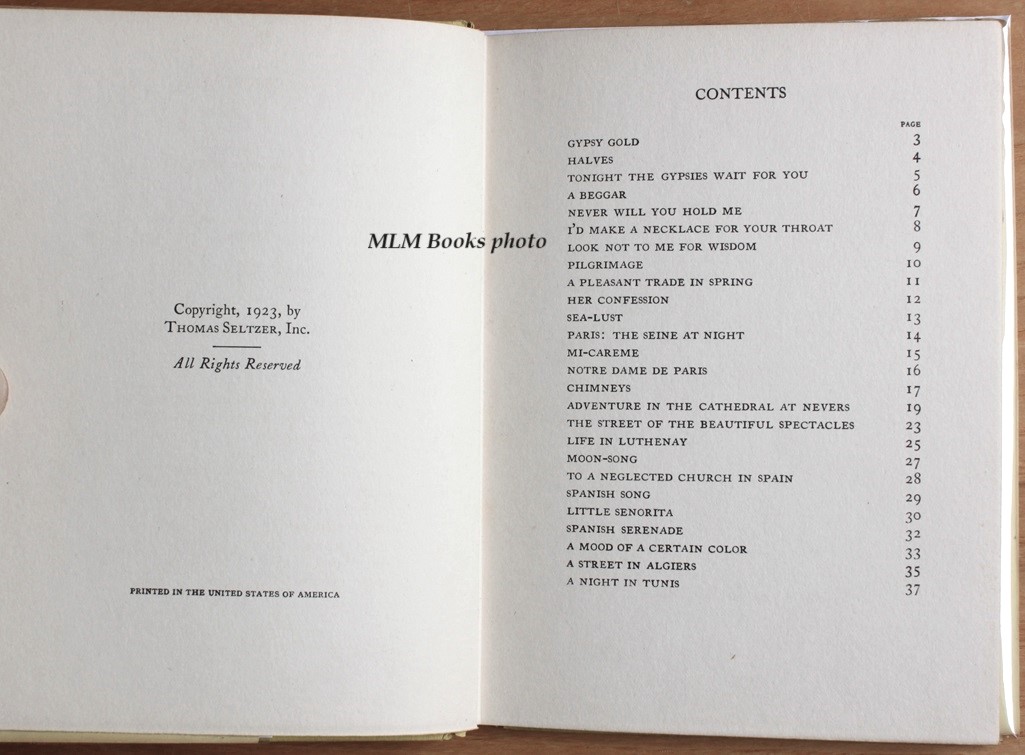 Copyright, 1923, by
THOMAS SELTZER, Inc.
All Rights Reserved
PRINTED IN THE UNITED STATES OF AMERICA
MLM Books photo
CONTENTS
PAGE
GYPSY GOLD 3
HALVES 4
TONIGHT THE GYPSIES WAIT FOR YOU 5
A BEGGAR 6
NEVER WILL YOU HOLD ME 7
I'D MAKE A NECKLACE FOR YOUR THROAT 8
LOOK NOT TO ME FOR WISDOM 9
PILGRIMAGE 10
A PLEASANT TRADE IN SPRING 11
HER CONFESSION 12
SEA-LUST 13
PARIS: THE SEINE AT NIGHT 14
MI-CAREME 15
NOTRE DAME DE PARIS 16
CHIMNEYS 17
ADVENTURE IN THE CATHEDRAL AT NEVERS 19
THE STREET OF THE BEAUTIFUL SPECTACLES 23
LIFE IN LUTHENAY 25
MOON-SONG 27
TO A NEGLECTED CHURCH IN SPAIN 28
SPANISH SONG 29
LITTLE SENORITA 30
SPANISH SERENADE 32
A MOOD OF A CERTAIN COLOR 33
A STREET IN ALGIERS 35
A NIGHT IN TUNIS 37